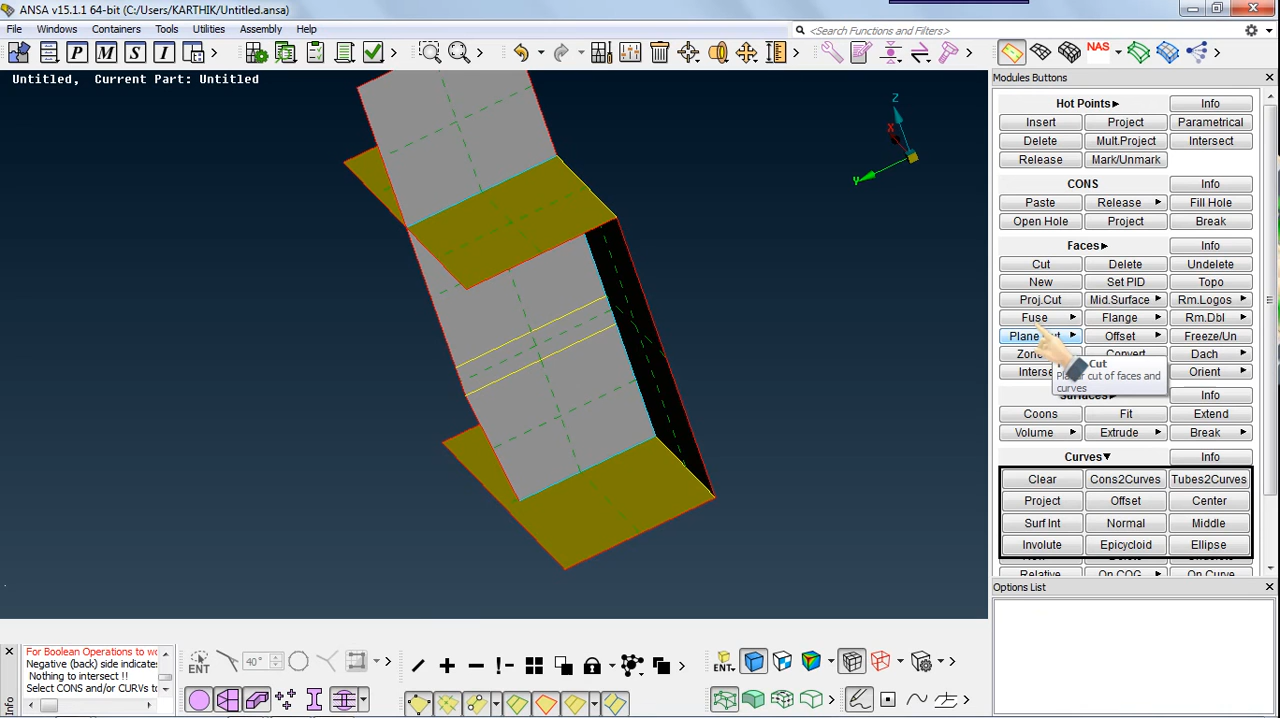 ANSA v15.1.1 64-bit (C:/Users/KARTHIK/Untitled.ansa)
File Windows Containers Tools Utilities Assembly Help
<Search Functions and Filters>
P M S I
NAS
Untitled, Current Part: Untitled
Z
X
Y
Modules Buttons
Hot Points Info
Insert Project Parametrical
Delete Mult.Project Intersect
Release Mark/Unmark
CONS Info
Paste Release Fill Hole
Open Hole Project Break
Faces Info
Cut Delete Undelete
New Set PID Topo
Proj.Cut Mid.Surface Rm.Logos
Fuse Flange Rm.Dbl
Plane Offset Freeze/Un
Convert Dach
Orient
Cut
cut of faces and
curves
Info
Coons Fit Extend
Volume Extrude Break
Curves Info
Clear Cons2Curves Tubes2Curves
Project Offset Center
Surf Int Normal Middle
Involute Epicycloid Ellipse
Relative On COG On Curve
Options List
Info
For Boolean Operations to wo
Negative (back) side indicate
Nothing to intersect !!
Select CONS and/or CURVs to
ENT
40°
ENT